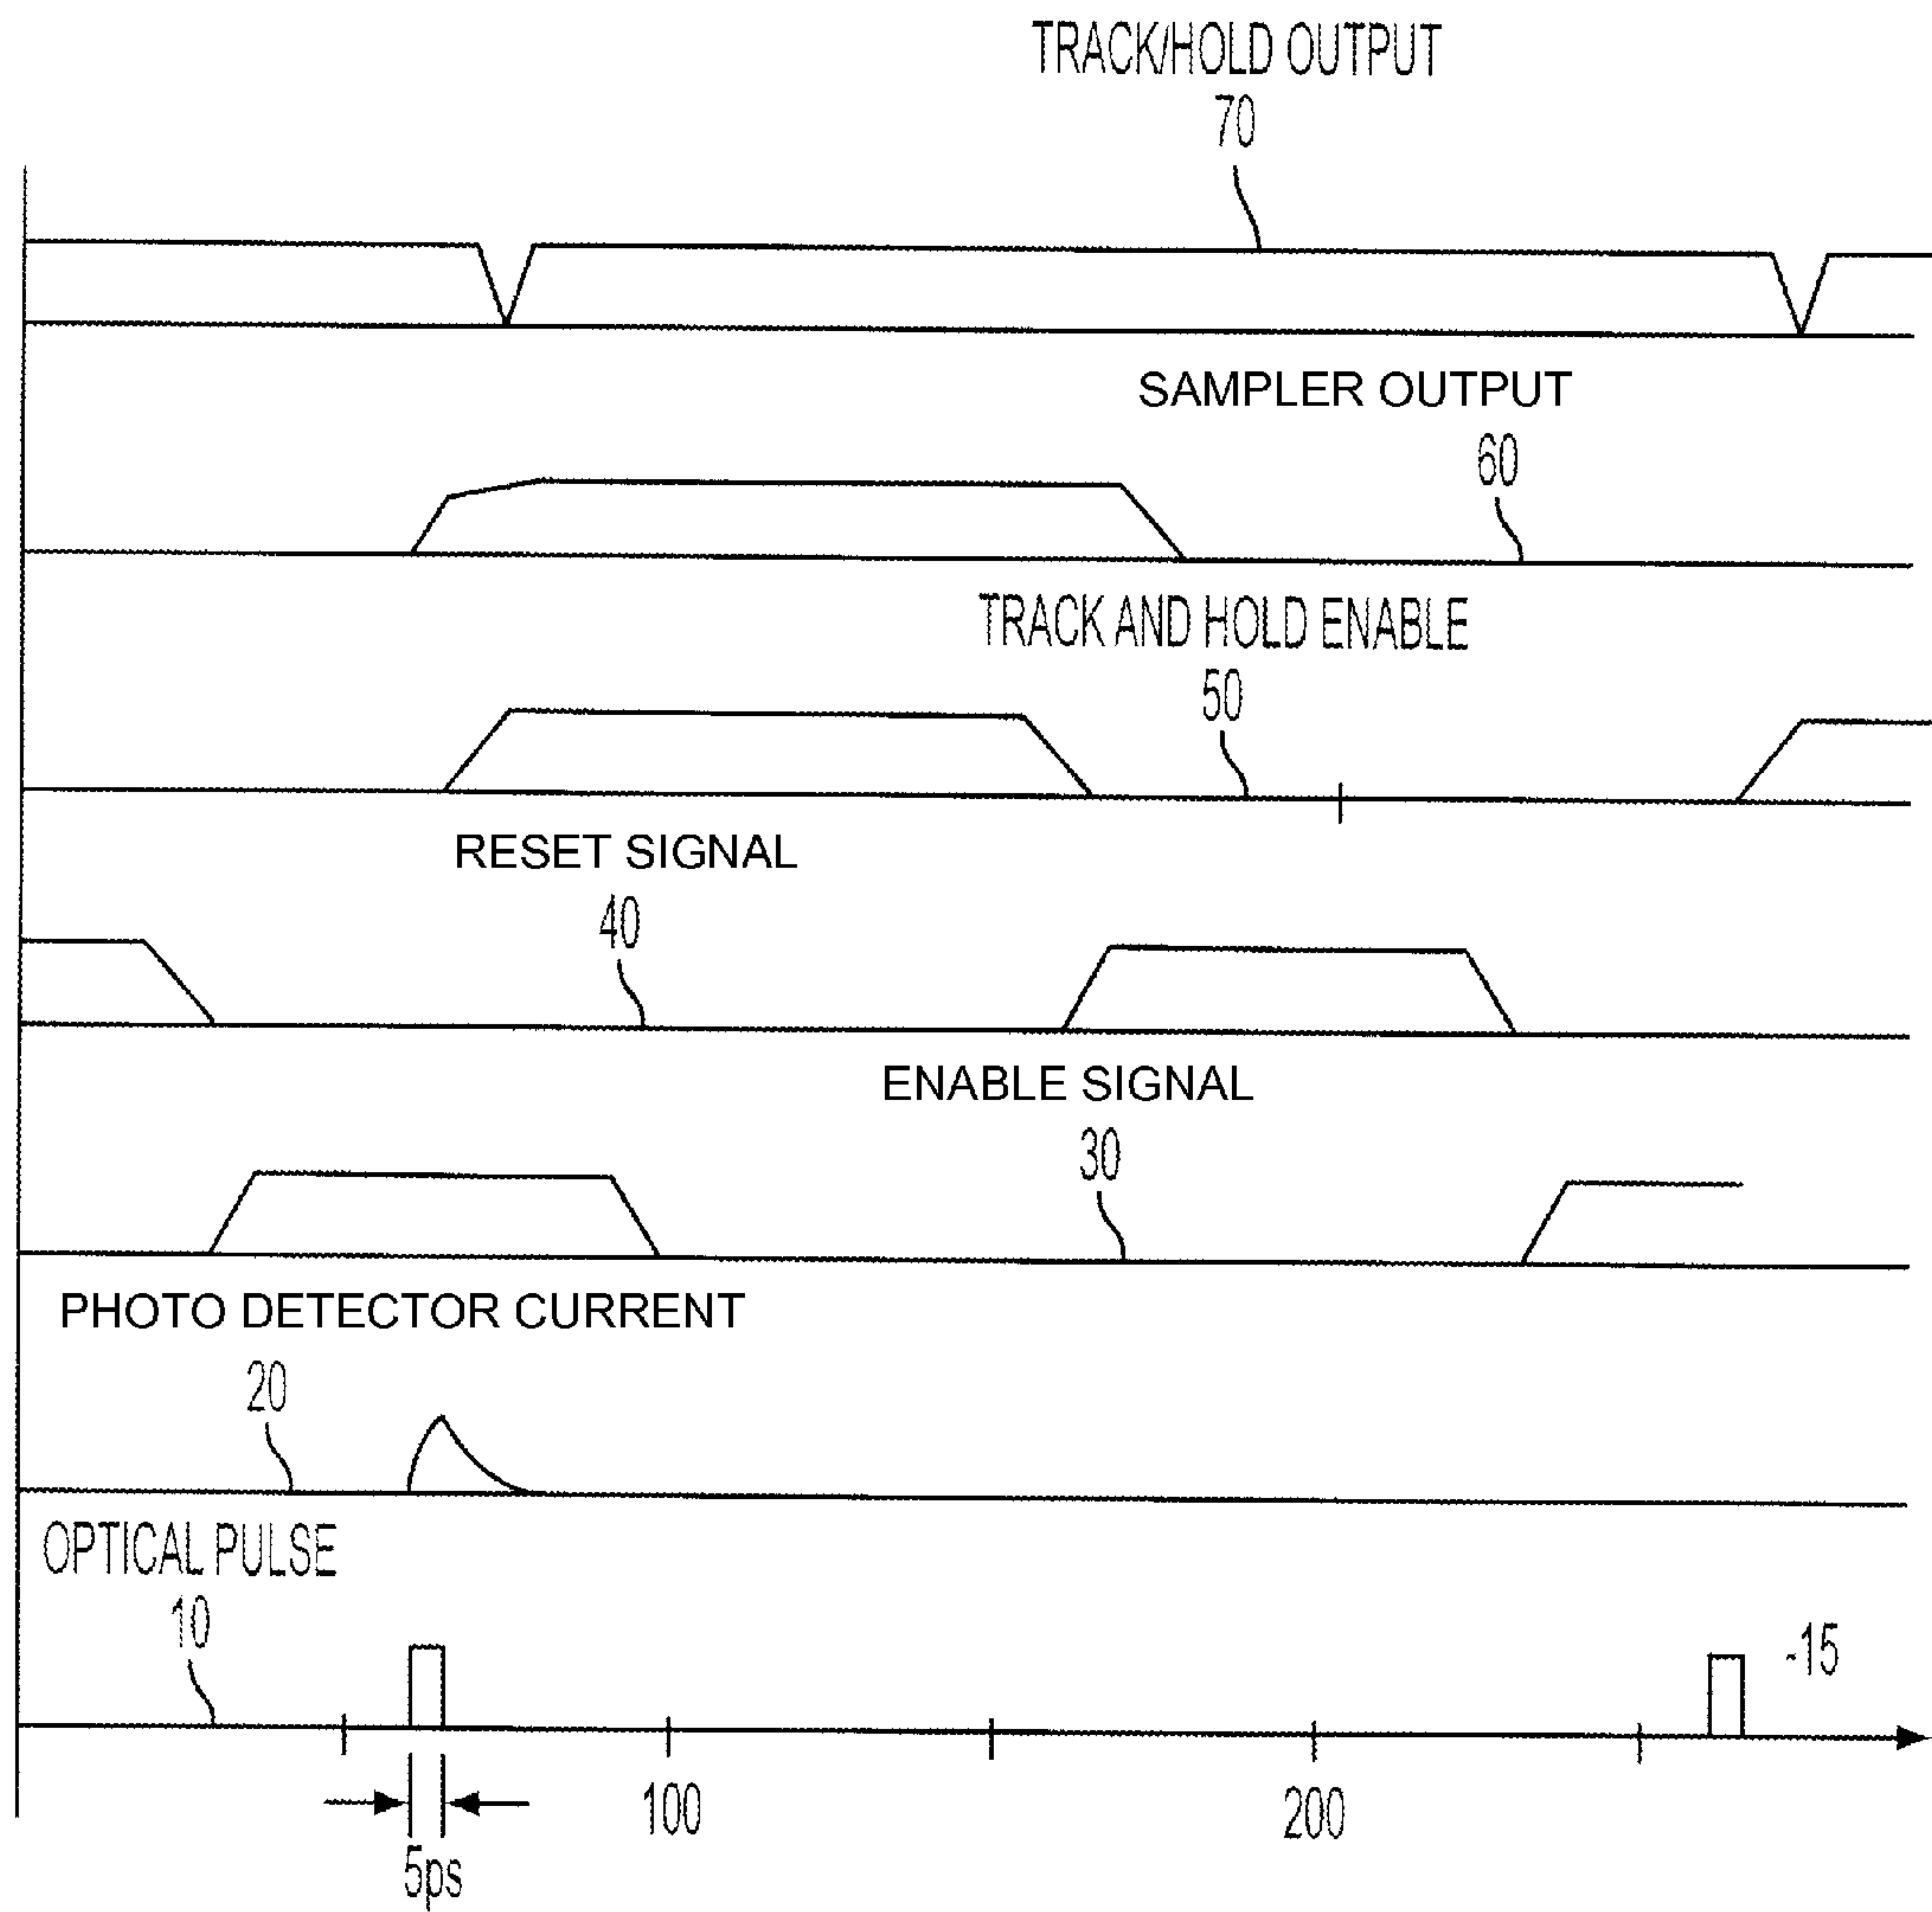 TRACK/HOLD OUTPUT
70
SAMPLER OUTPUT
60
TRACK AND HOLD ENABLE
50
RESET SIGNAL
40
ENABLE SIGNAL
30
PHOTO DETECTOR CURRENT
20
OPTICAL PULSE
10
-15
100
200
5ps